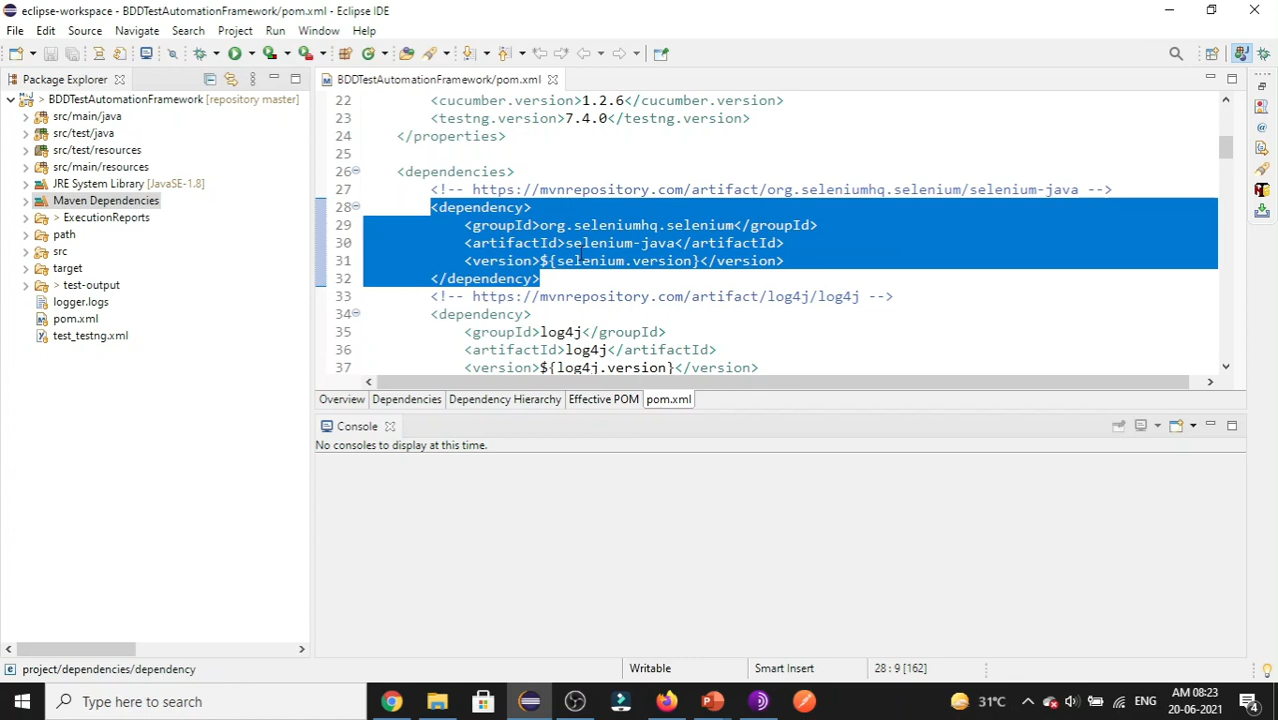 eclipse-workspace - BDDTestAutomationFramework/pom.xml - Eclipse IDE
File Edit Source Navigate Search Project Run Window Help
Package Explorer
BDDTestAutomationFramework/pom.xml
> BDDTestAutomationFramework [repository master]
src/main/java
src/test/java
src/test/resources
src/main/resources
JRE System Library [JavaSE-1.8]
Maven Dependencies
> ExecutionReports
path
> src
target
> test-output
logger.logs
pom.xml
test_testng.xml
22 <cucumber.version>1.2.6</cucumber.version>
23 <testng.version>7.4.0</testng.version>
24 </properties>
25
26 <dependencies>
27 <!-- https://mvnrepository.com/artifact/org.seleniumhq.selenium/selenium-java -->
28 <dependency>
29 <groupId>org.seleniumhq.selenium</groupId>
30 <artifactId>selenium-java</artifactId>
31 <version>${selenium.version}</version>
32 </dependency>
33 <!-- https://mvnrepository.com/artifact/log4j/log4j -->
34 <dependency>
35 <groupId>log4j</groupId>
36 <artifactId>log4j</artifactId>
37 <version>${log4j.version}</version>
Overview Dependencies Dependency Hierarchy Effective POM pom.xml
Console
No consoles to display at this time.
project/dependencies/dependency
Writable
Smart Insert
28 : 9 [162]
Type here to search
31°C
ENG
AM 08:23
20-06-2021
4